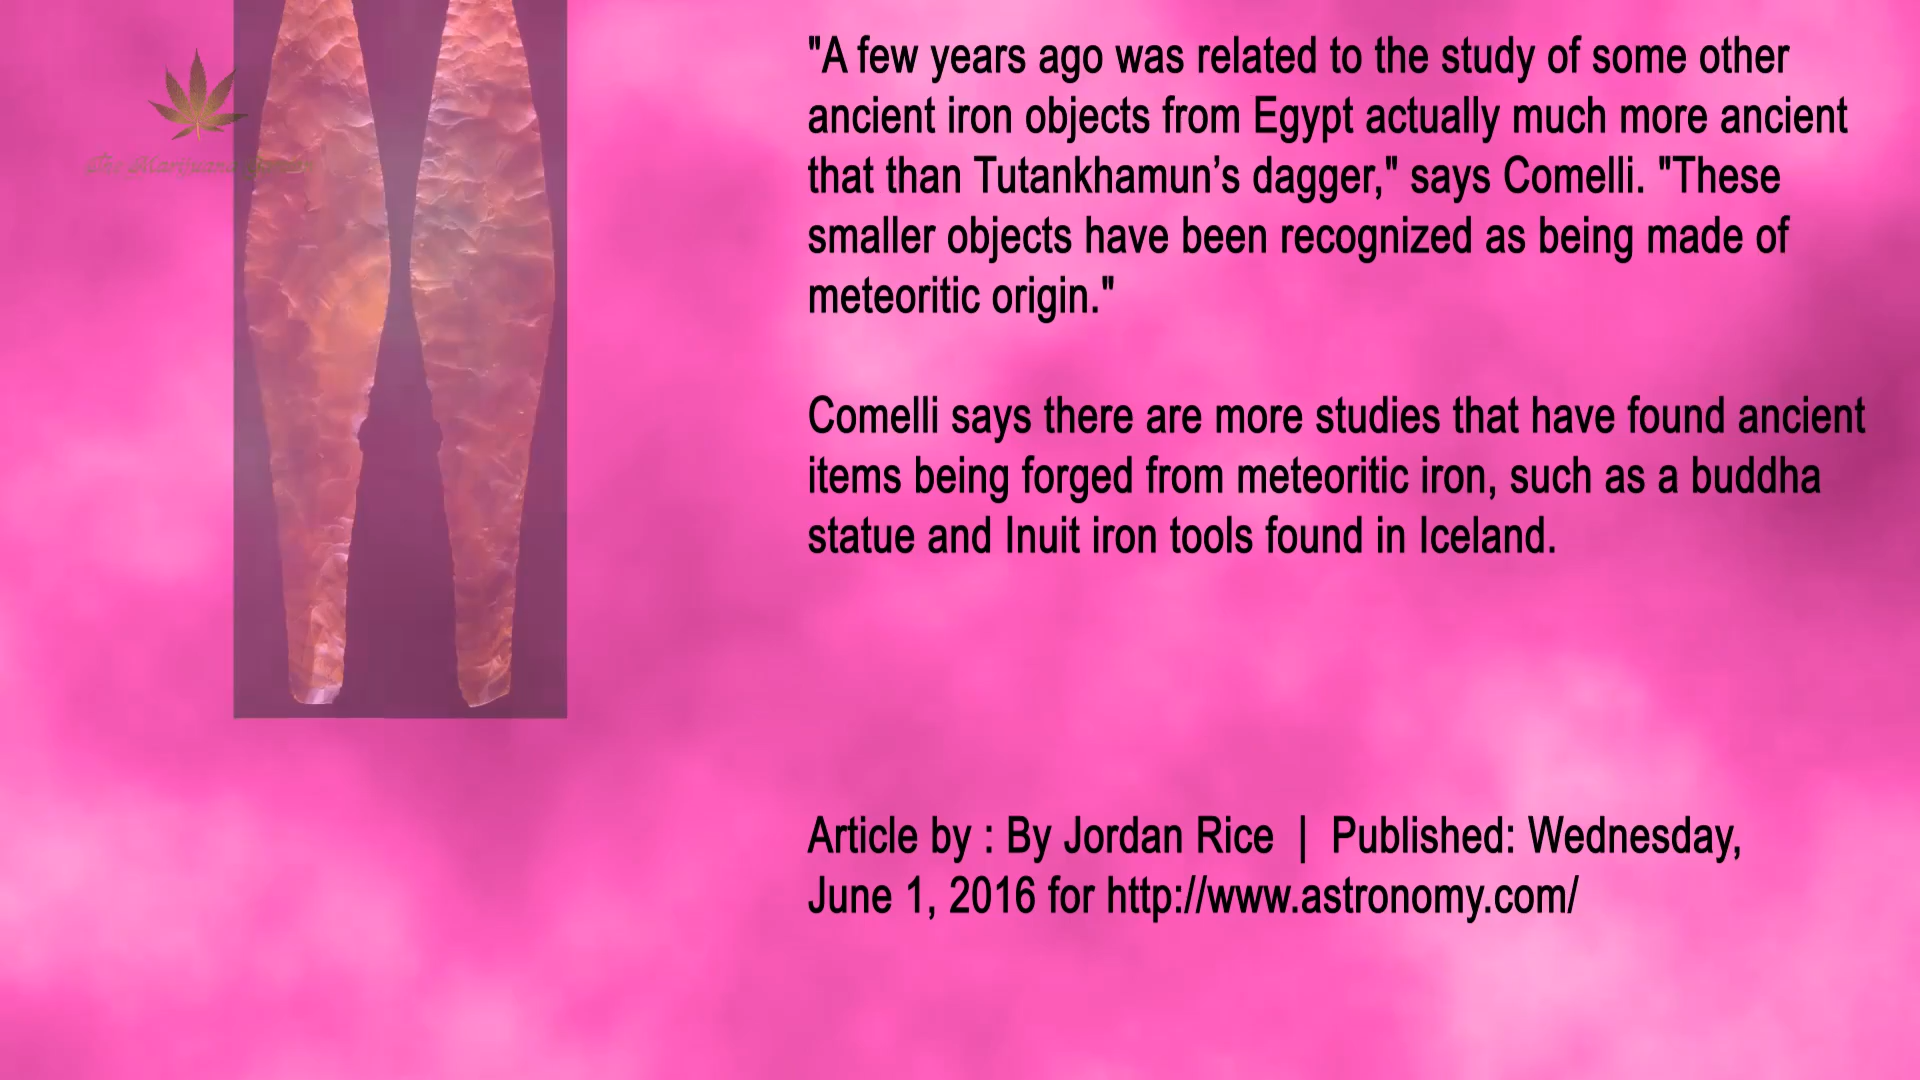 The Marijuana
"A few years ago was related to the study of some other
ancient iron objects from Egypt actually much more ancient
that than Tutankhamun’s dagger," says Comelli. "These
smaller objects have been recognized as being made of
meteoritic origin."
Comelli says there are more studies that have found ancient
items being forged from meteoritic iron, such as a buddha
statue and Inuit iron tools found in Iceland.
Article by : By Jordan Rice | Published: Wednesday,
June 1, 2016 for http://www.astronomy.com/